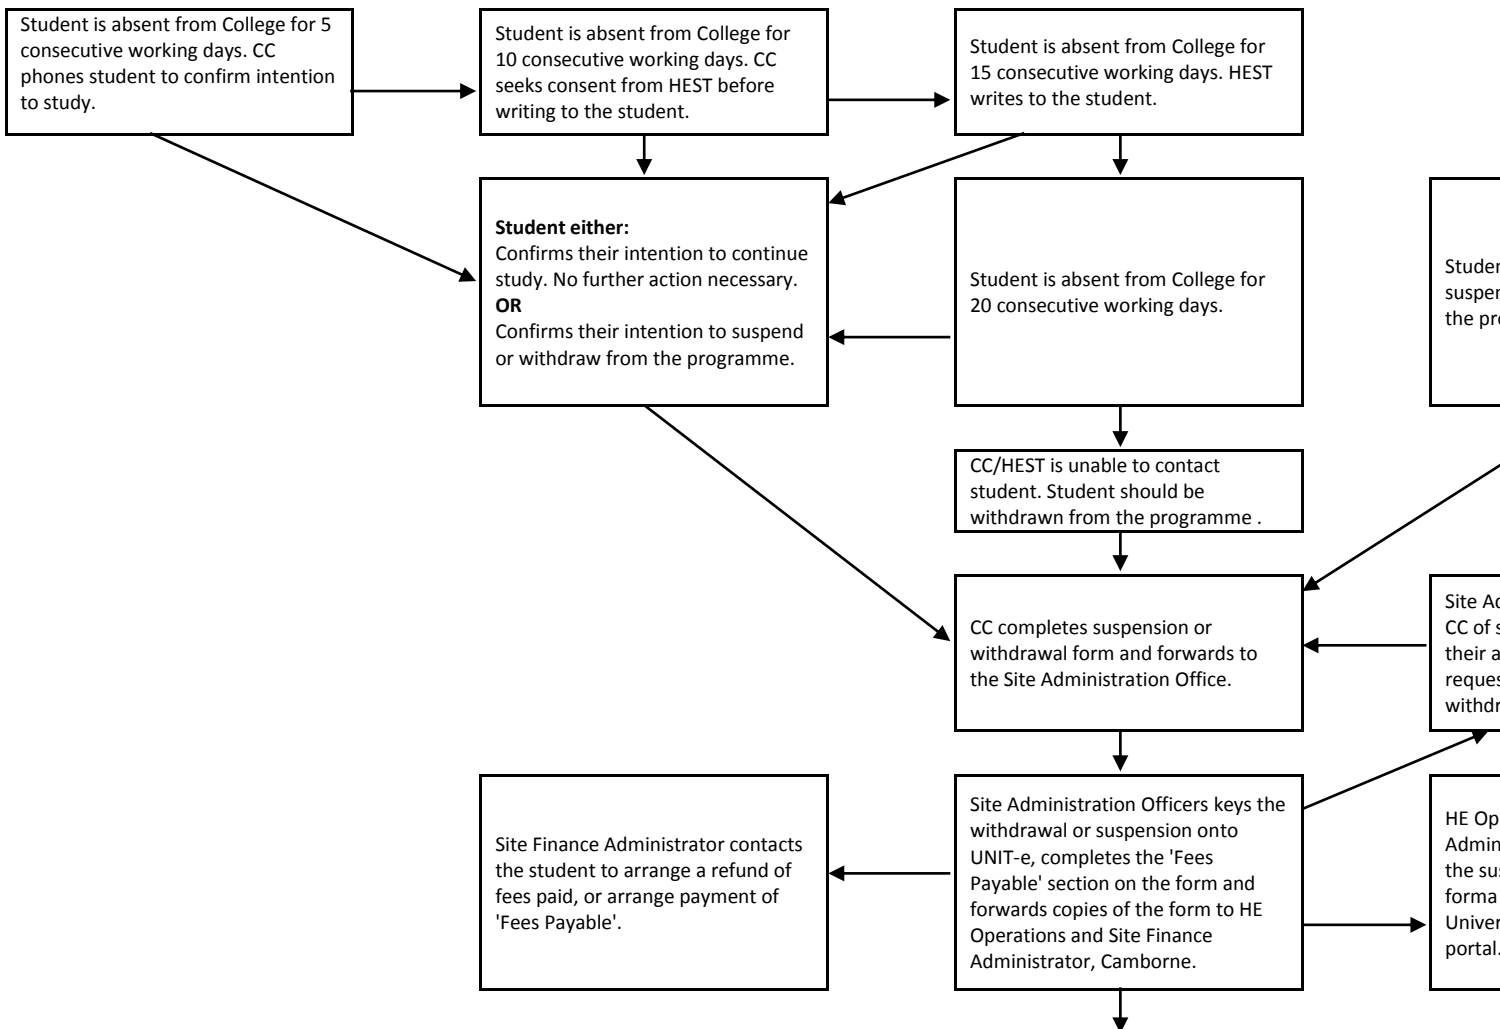 Student is absent from College for 5
consecutive working days. CC
phones student to confirm intention
to study.
Student is absent from College for
10 consecutive working days. CC
seeks consent from HEST before
writing to the student.
Student is absent from College for
15 consecutive working days. HEST
writes to the student.
Student either:
Confirms their intention to continue
study. No further action necessary.
OR
Confirms their intention to suspend
or withdraw from the programme.
Student is absent from College for
20 consecutive working days.
the
CC/HEST is unable to contact
student. Student should be
withdrawn from the programme .
CC completes suspension or
withdrawal form and forwards to
the Site Administration Office.
Site
CC of
their
Site Finance Administrator contacts
the student to arrange a refund of
fees paid, or arrange payment of
'Fees Payable'.
Site Administration Officers keys the
withdrawal or suspension onto
UNIT-e, completes the 'Fees
Payable' section on the form and
forwards copies of the form to HE
Operations and Site Finance
Administrator, Camborne.
HE
the
forma
portal.